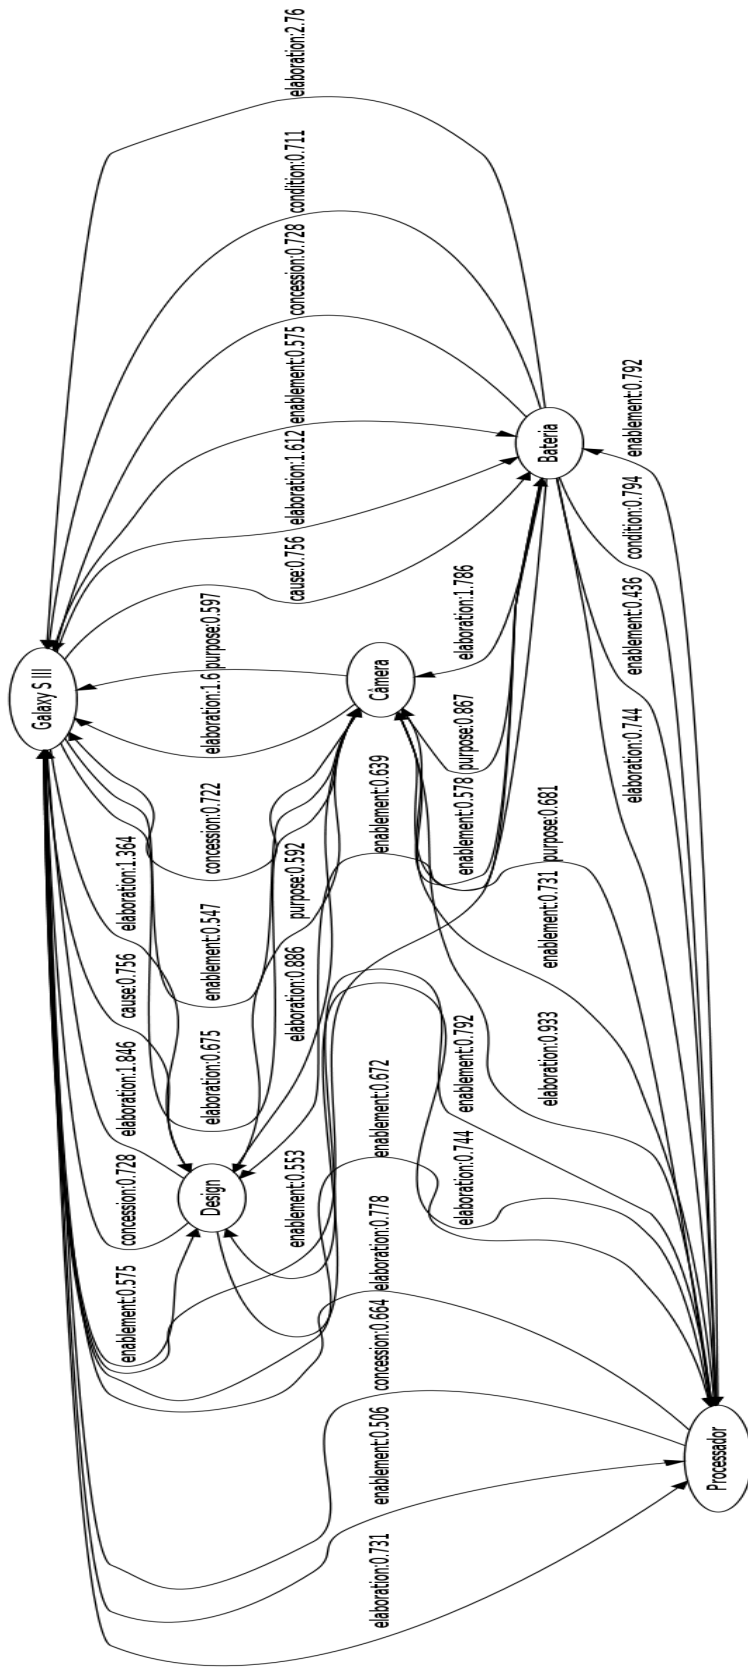 Galaxy S III
enablement:0.575
concession:0.728
elaboration:1.846
cause:0.756
elaboration:1.364
Design
elaboration:0.675
enablement:0.547
concession:0.722
elaboration:1.6
purpose:0.597
enablement:0.553
elaboration:0.886
purpose:0.592
cause:0.756
elaboration:1.612
enablement:0.575
concession:0.728
condition:0.711
elaboration:2.76
elaboration:0.731
enablement:0.506
concession:0.664
elaboration:0.778
enablement:0.672
enablement:0.639
Câmera
elaboration:0.744
enablement:0.792
enablement:0.578
purpose:0.867
elaboration:1.786
elaboration:0.933
enablement:0.731
purpose:0.681
Bateria
elaboration:0.744
enablement:0.436
condition:0.794
enablement:0.792
Processador